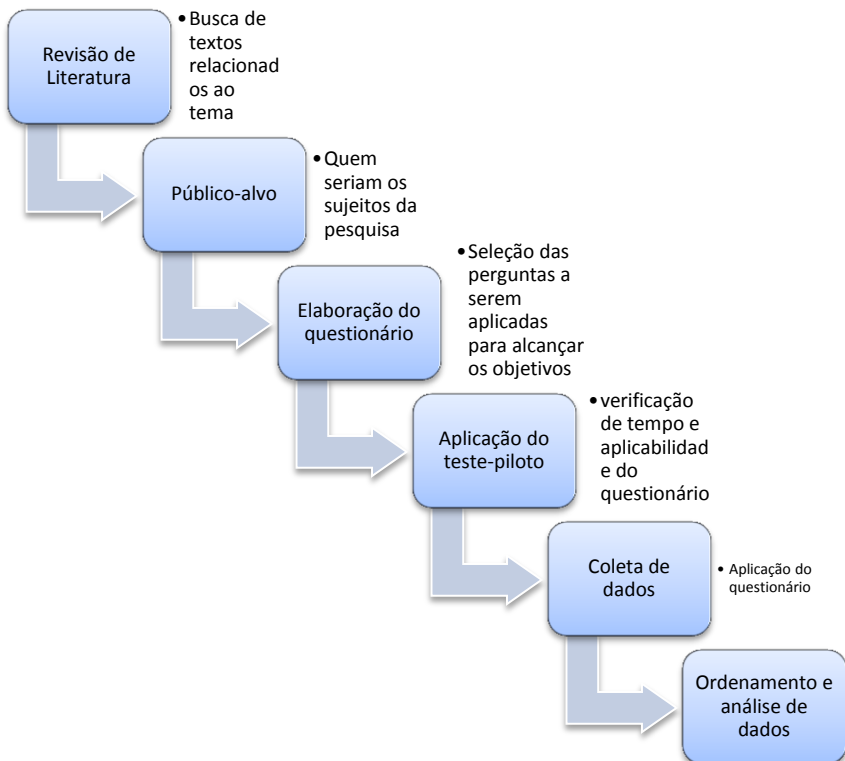 Revisão de
Literatura
•Busca de
textos
relacionad
os ao
tema
Público-alvo
•Quem
seriam os
sujeitos da
pesquisa
Elaboração do
questionário
•Seleção das
perguntas a
serem
aplicadas
para alcançar
os objetivos
Aplicação do
teste-piloto
•verificação
de tempo e
aplicabilidad
e do
questionário
Coleta de
dados
• Aplicação do
questionário
Ordenamento e
análise de
dados